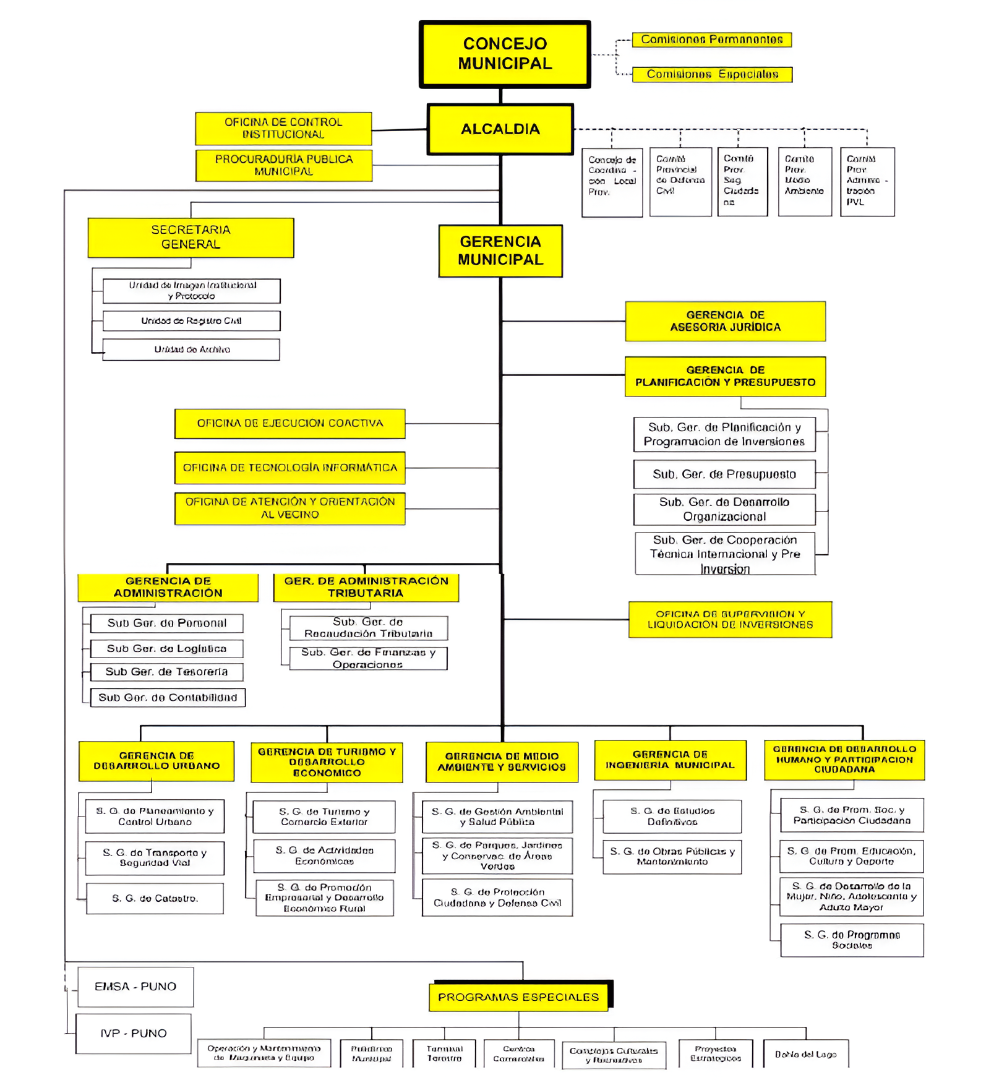 CONCEJO
MUNICIPAL
Comisiones Permanentes
Comisiones Especiales
ALCALDIA
OFICINA DE CONTROL
INSTITUCIONAL
PROCURADURÍA PUBLICA
MUNICIPAL
Concejo de
Coordina -
ción Local
Prov.
Comité
Provincial
de Defensa
Civil
Comité
Prov.
Seg.
Ciudada
na
Comité
Prov.
Medio
Ambiente
Comité
Prov.
Adminis -
tración
PVL
SECRETARIA
GENERAL
Unidad de Imagen Institucional
y Protocolo
Unidad de Registro Civil
Unidad de Archivo
GERENCIA
MUNICIPAL
GERENCIA DE
ASESORIA JURÍDICA
GERENCIA DE
PLANIFICACIÓN Y PRESUPUESTO
Sub. Ger. de Planificación y
Programacion de Inversiones
Sub. Ger. de Presupuesto
Sub. Ger. de Desarrollo
Organizacional
Sub. Ger. de Cooperación
Técnica Internacional y Pre
Inversion
OFICINA DE EJECUCION COACTIVA
OFICINA DE TECNOLOGÍA INFORMÁTICA
OFICINA DE ATENCIÓN Y ORIENTACIÓN
AL VECINO
GERENCIA DE
ADMINISTRACIÓN
Sub Ger. de Personal
Sub Ger. de Logística
Sub Ger. de Tesorería
Sub Ger. de Contabilidad
GER. DE ADMINISTRACIÓN
TRIBUTARIA
Sub. Ger. de
Recaudación Tributaria
Sub. Ger. de Finanzas y
Operaciones
OFICINA DE SUPERVISIÓN Y
LIQUIDACIÓN DE INVERSIONES
GERENCIA DE
DESARROLLO URBANO
S. G. de Planeamiento y
Control Urbano
S. G. de Transporte y
Seguridad Vial
S. G. de Catastro.
GERENCIA DE TURISMO Y
DESARROLLO
ECONÓMICO
S. G. de Turismo y
Comercio Exterior
S. G. de Actividades
Económicas
S. G. de Promoción
Empresarial y Desarrollo
Económico Rural
GERENCIA DE MEDIO
AMBIENTE Y SERVICIOS
S. G. de Gestión Ambiental
y Salud Pública
S. G. de Parques, Jardines
y Conservac. de Áreas
Verdes
S. G. de Protección
Ciudadana y Defensa Civil
GERENCIA DE
INGENIERÍA MUNICIPAL
S. G. de Estudios
Definitivos
S. G. de Obras Públicas y
Mantenimiento
GERENCIA DE DESARROLLO
HUMANO Y PARTICIPACION
CIUDADANA
S. G. de Prom. Soc. y
Participación Ciudadana
S. G. de Prom. Educación,
Cultura y Deporte
S. G. de Desarrollo de la
Mujer, Niño, Adolescente y
Adulto Mayor
S. G. de Programas
Sociales
EMSA - PUNO
IVP - PUNO
PROGRAMAS ESPECIALES
Operación y Mantenimiento
de Maquinaria y Equipo
Polidivico
Municipal
Terminal
Terrestre
Centros
Comerciales
Complejos Culturales
y Recreativos
Proyectos
Estrategicos
Bahía del Lago